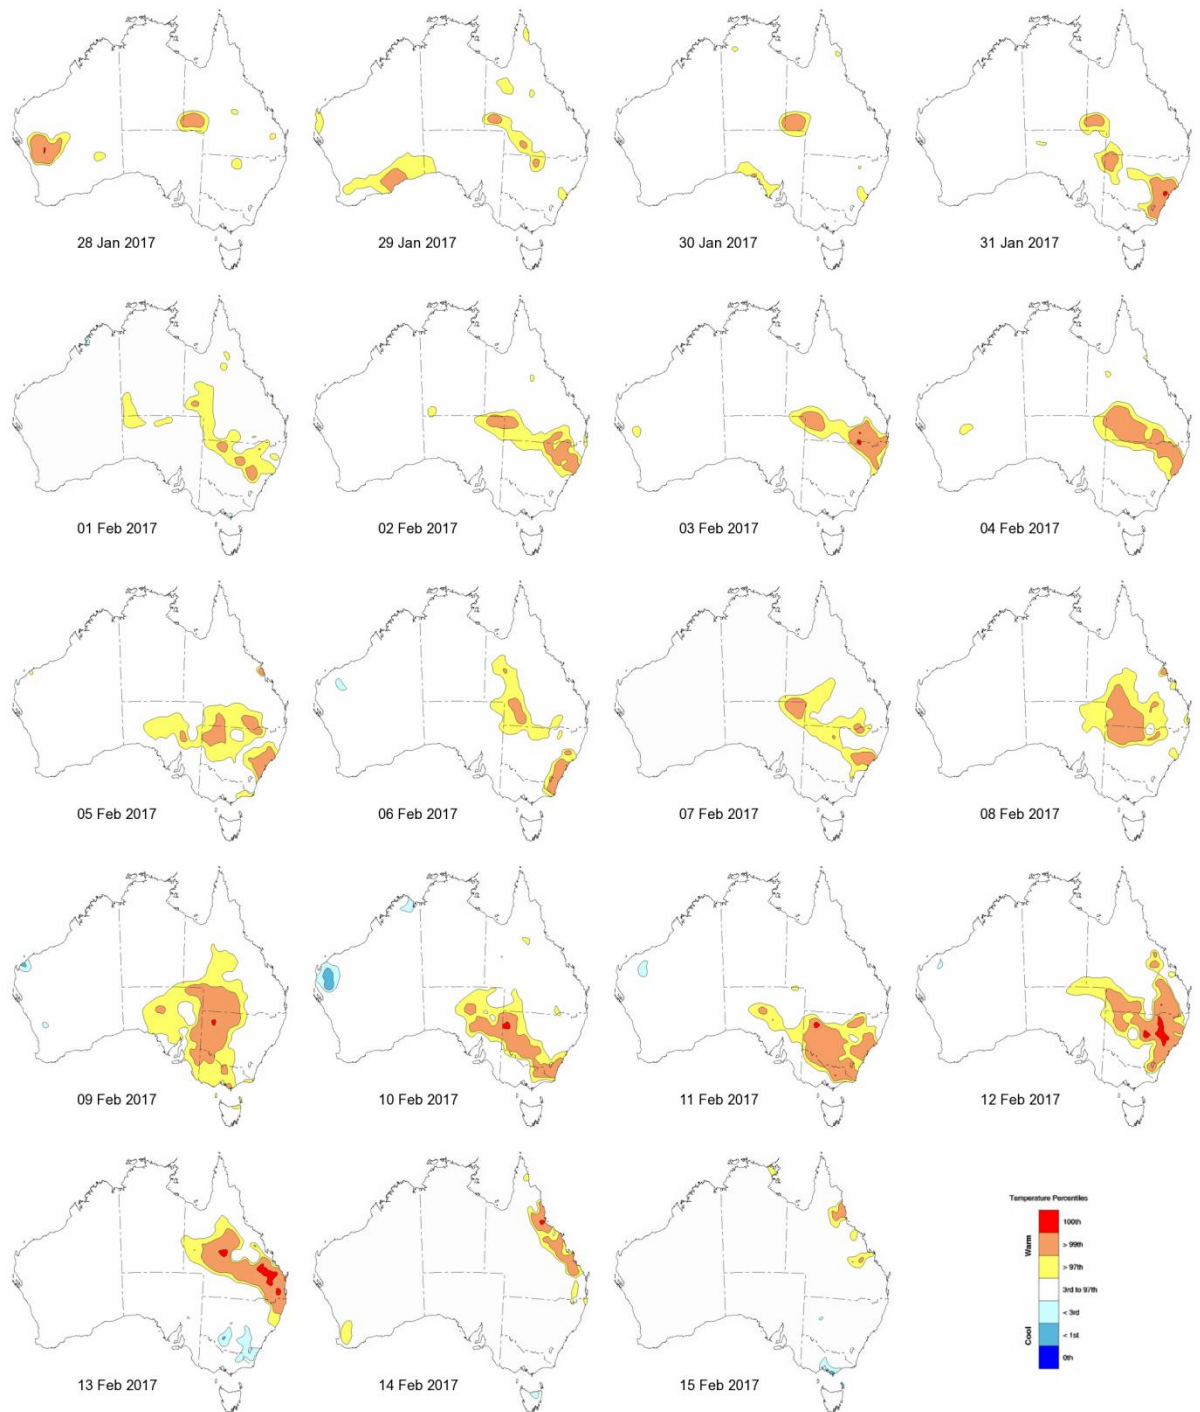 28 Jan 2017
29 Jan 2017
30 Jan 2017
31 Jan 2017
01 Feb 2017
02 Feb 2017
03 Feb 2017
04 Feb 2017
05 Feb 2017
06 Feb 2017
07 Feb 2017
08 Feb 2017
09 Feb 2017
10 Feb 2017
11 Feb 2017
12 Feb 2017
13 Feb 2017
14 Feb 2017
15 Feb 2017
Temperature Percentiles
Warm
100th
> 99th
> 97th
3rd to 97th
Cool
< 3rd
< 1st
0th